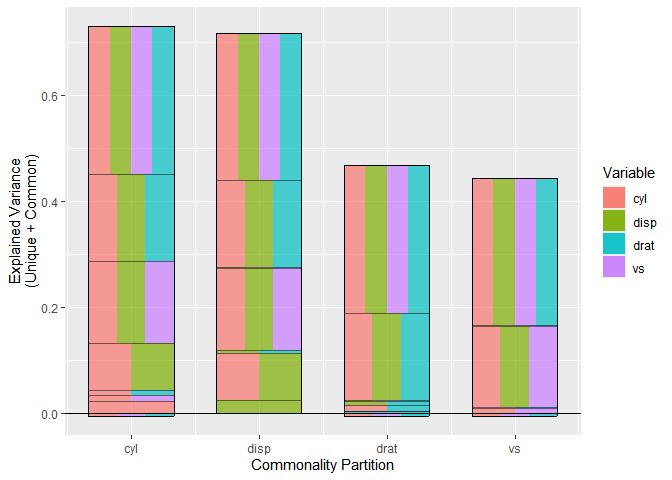 Explained Variance
(Unique + Common)
0.6
0.4
0.2
0.0
cyl
disp
drat
vs
Commonality Partition
Variable
cyl
disp
drat
vs